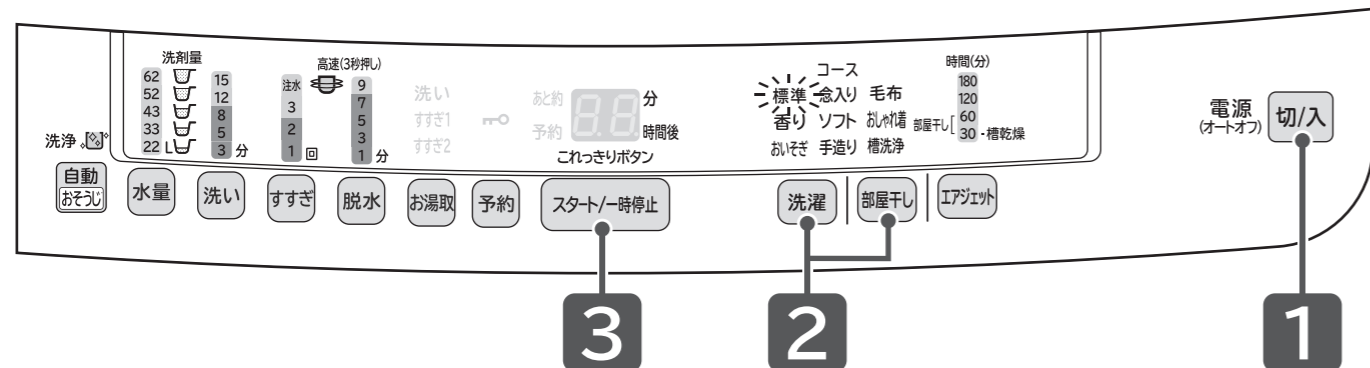 洗剤量
62
52
43
33
22 L
15
12
8
5
3 分
注水
3
2
1 回
高速(3秒押し)
9
7
5
3
1 分
洗い
すすぎ1
すすぎ2
あと約 88 分
予約 時間後
これっきりボタン
コース
標準 念入り 毛布
香り ソフト おしゃれ着
おいそぎ 手造り 槽洗浄
時間(分)
180
120
部屋干し[ 60
30 - 槽乾燥
電源
(オートオフ)
切/入
洗浄
自動
おそうじ
水量
洗い
すすぎ
脱水
お湯取
予約
スタート/一時停止
洗濯
部屋干し
エアジェット
3
2
1